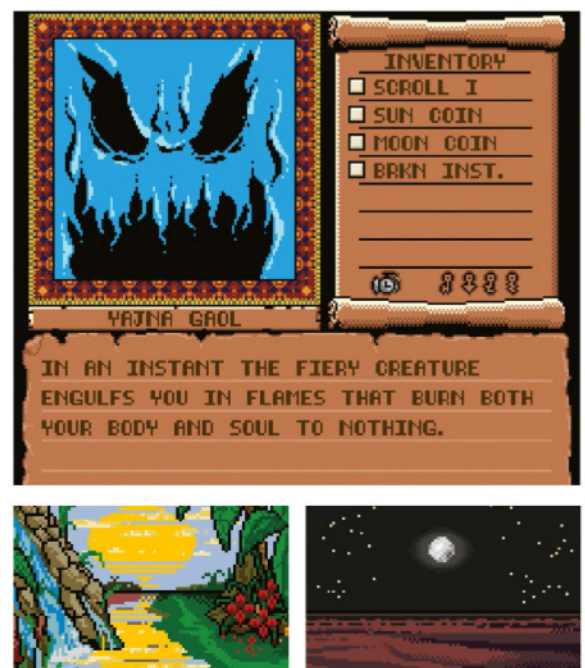 INVENTORY
SCROLL I
SUN COIN
MOON COIN
BRKN INST.
YAJNA GAOL
IN AN INSTANT THE FIERY CREATURE
ENGULFS YOU IN FLAMES THAT BURN BOTH
YOUR BODY AND SOUL TO NOTHING.